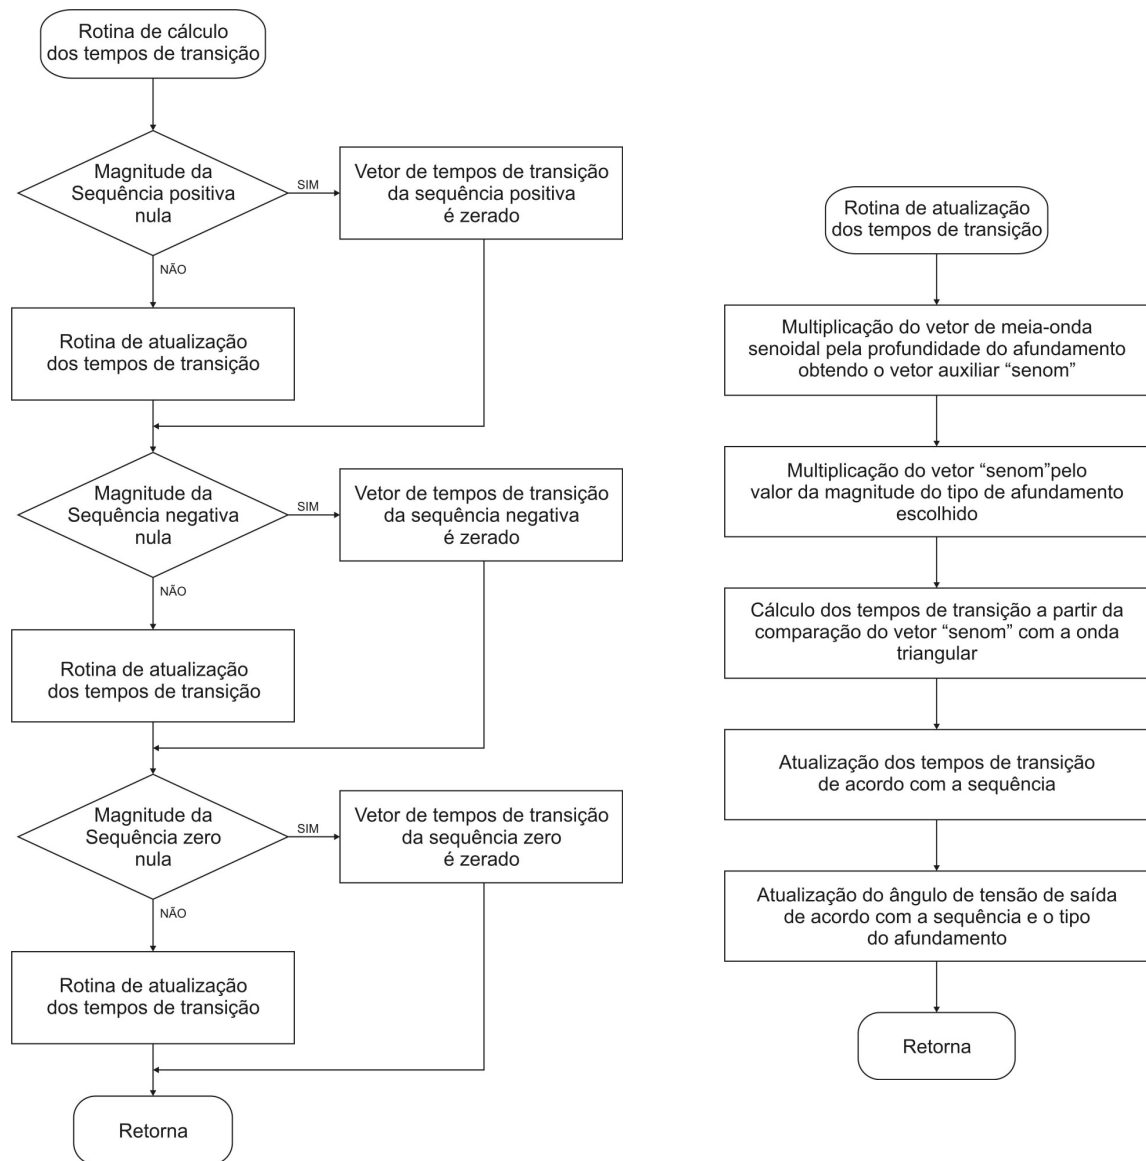 Rotina de cálculo
dos tempos de transição
Magnitude da
Sequência positiva
nula
SIM
Vetor de tempos de transição
da sequência positiva
é zerado
NÃO
Rotina de atualização
dos tempos de transição
Magnitude da
Sequência negativa
nula
SIM
Vetor de tempos de transição
da sequência negativa
é zerado
NÃO
Rotina de atualização
dos tempos de transição
Magnitude da
Sequência zero
nula
SIM
Vetor de tempos de transição
da sequência zero
é zerado
NÃO
Rotina de atualização
dos tempos de transição
Retorna
Rotina de atualização
dos tempos de transição
Multiplicação do vetor de meia-onda
senoidal pela profundidade do afundamento
obtendo o vetor auxiliar “senom”
Multiplicação do vetor “senom”pelo
valor da magnitude do tipo de afundamento
escolhido
Cálculo dos tempos de transição a partir da
comparação do vetor “senom” com a onda
triangular
Atualização dos tempos de transição
de acordo com a sequência
Atualização do ângulo de tensão de saída
de acordo com a sequência e o tipo
do afundamento
Retorna